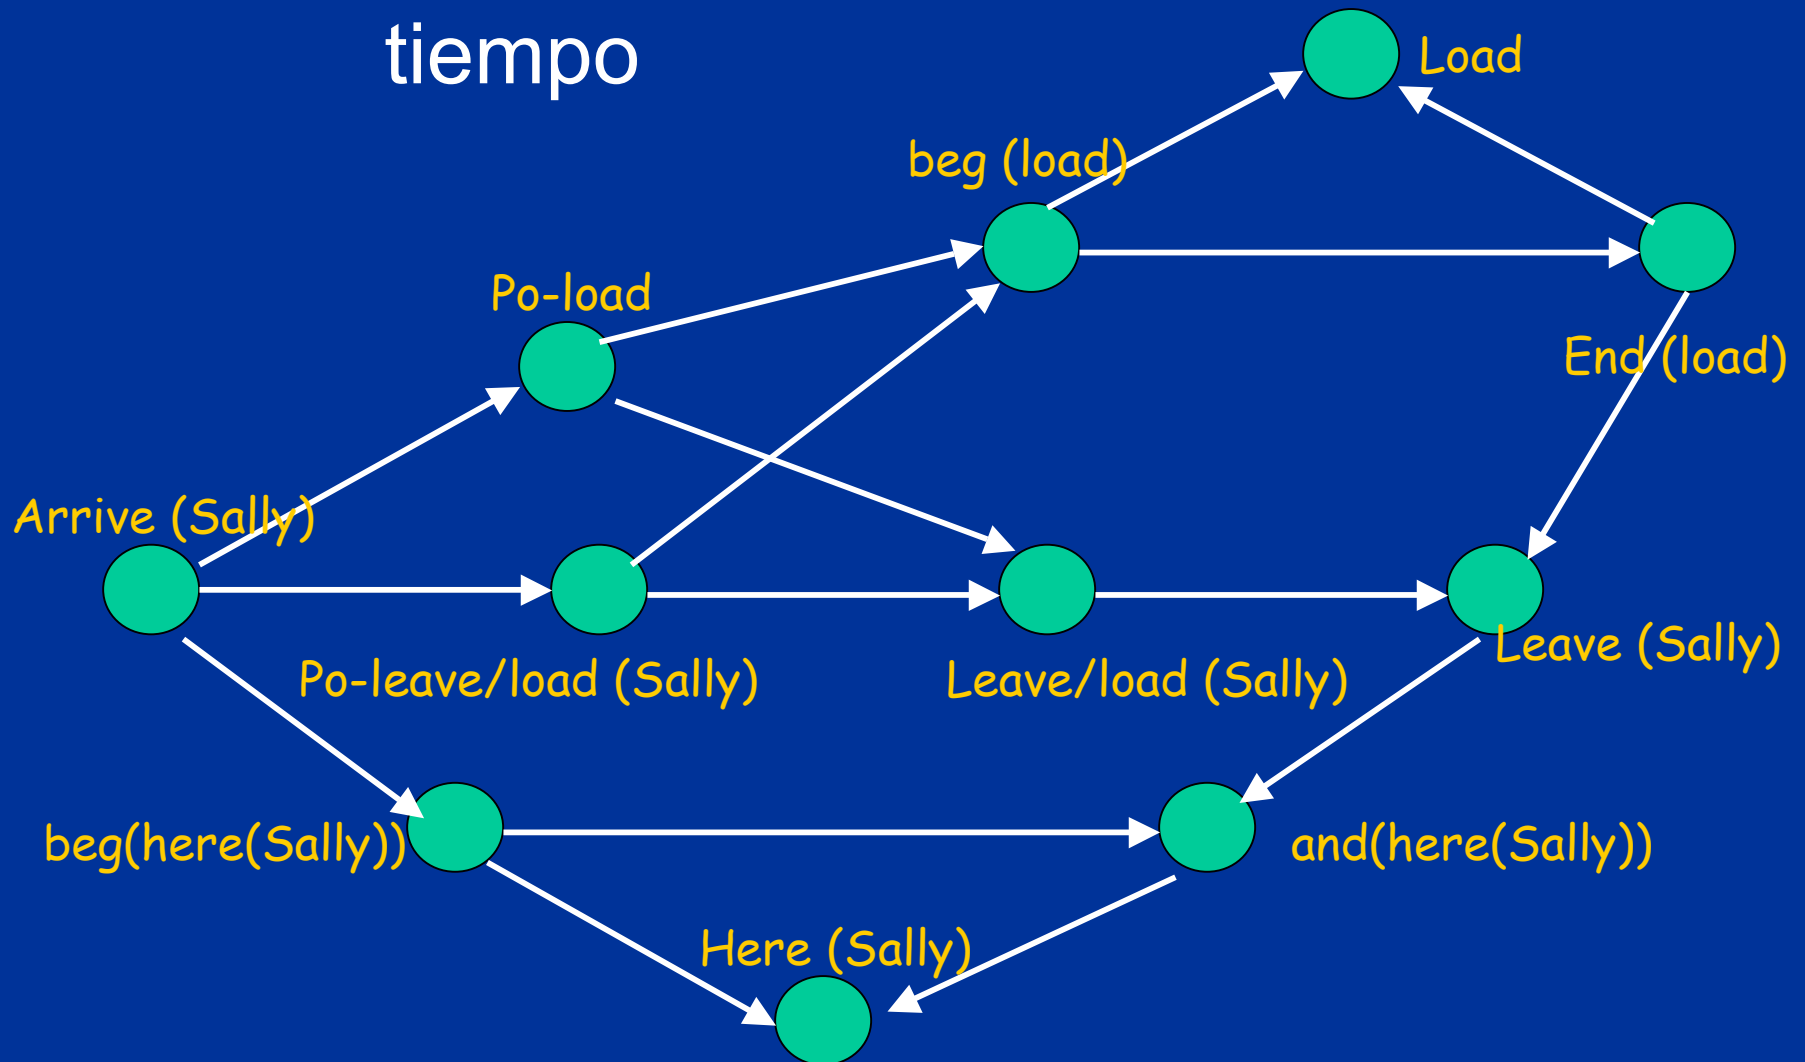 tiempo
Load
beg (load)
Po-load
End (load)
Arrive (Sally)
Po-leave/load (Sally)
Leave/load (Sally)
Leave (Sally)
beg(here(Sally))
and(here(Sally))
Here (Sally)